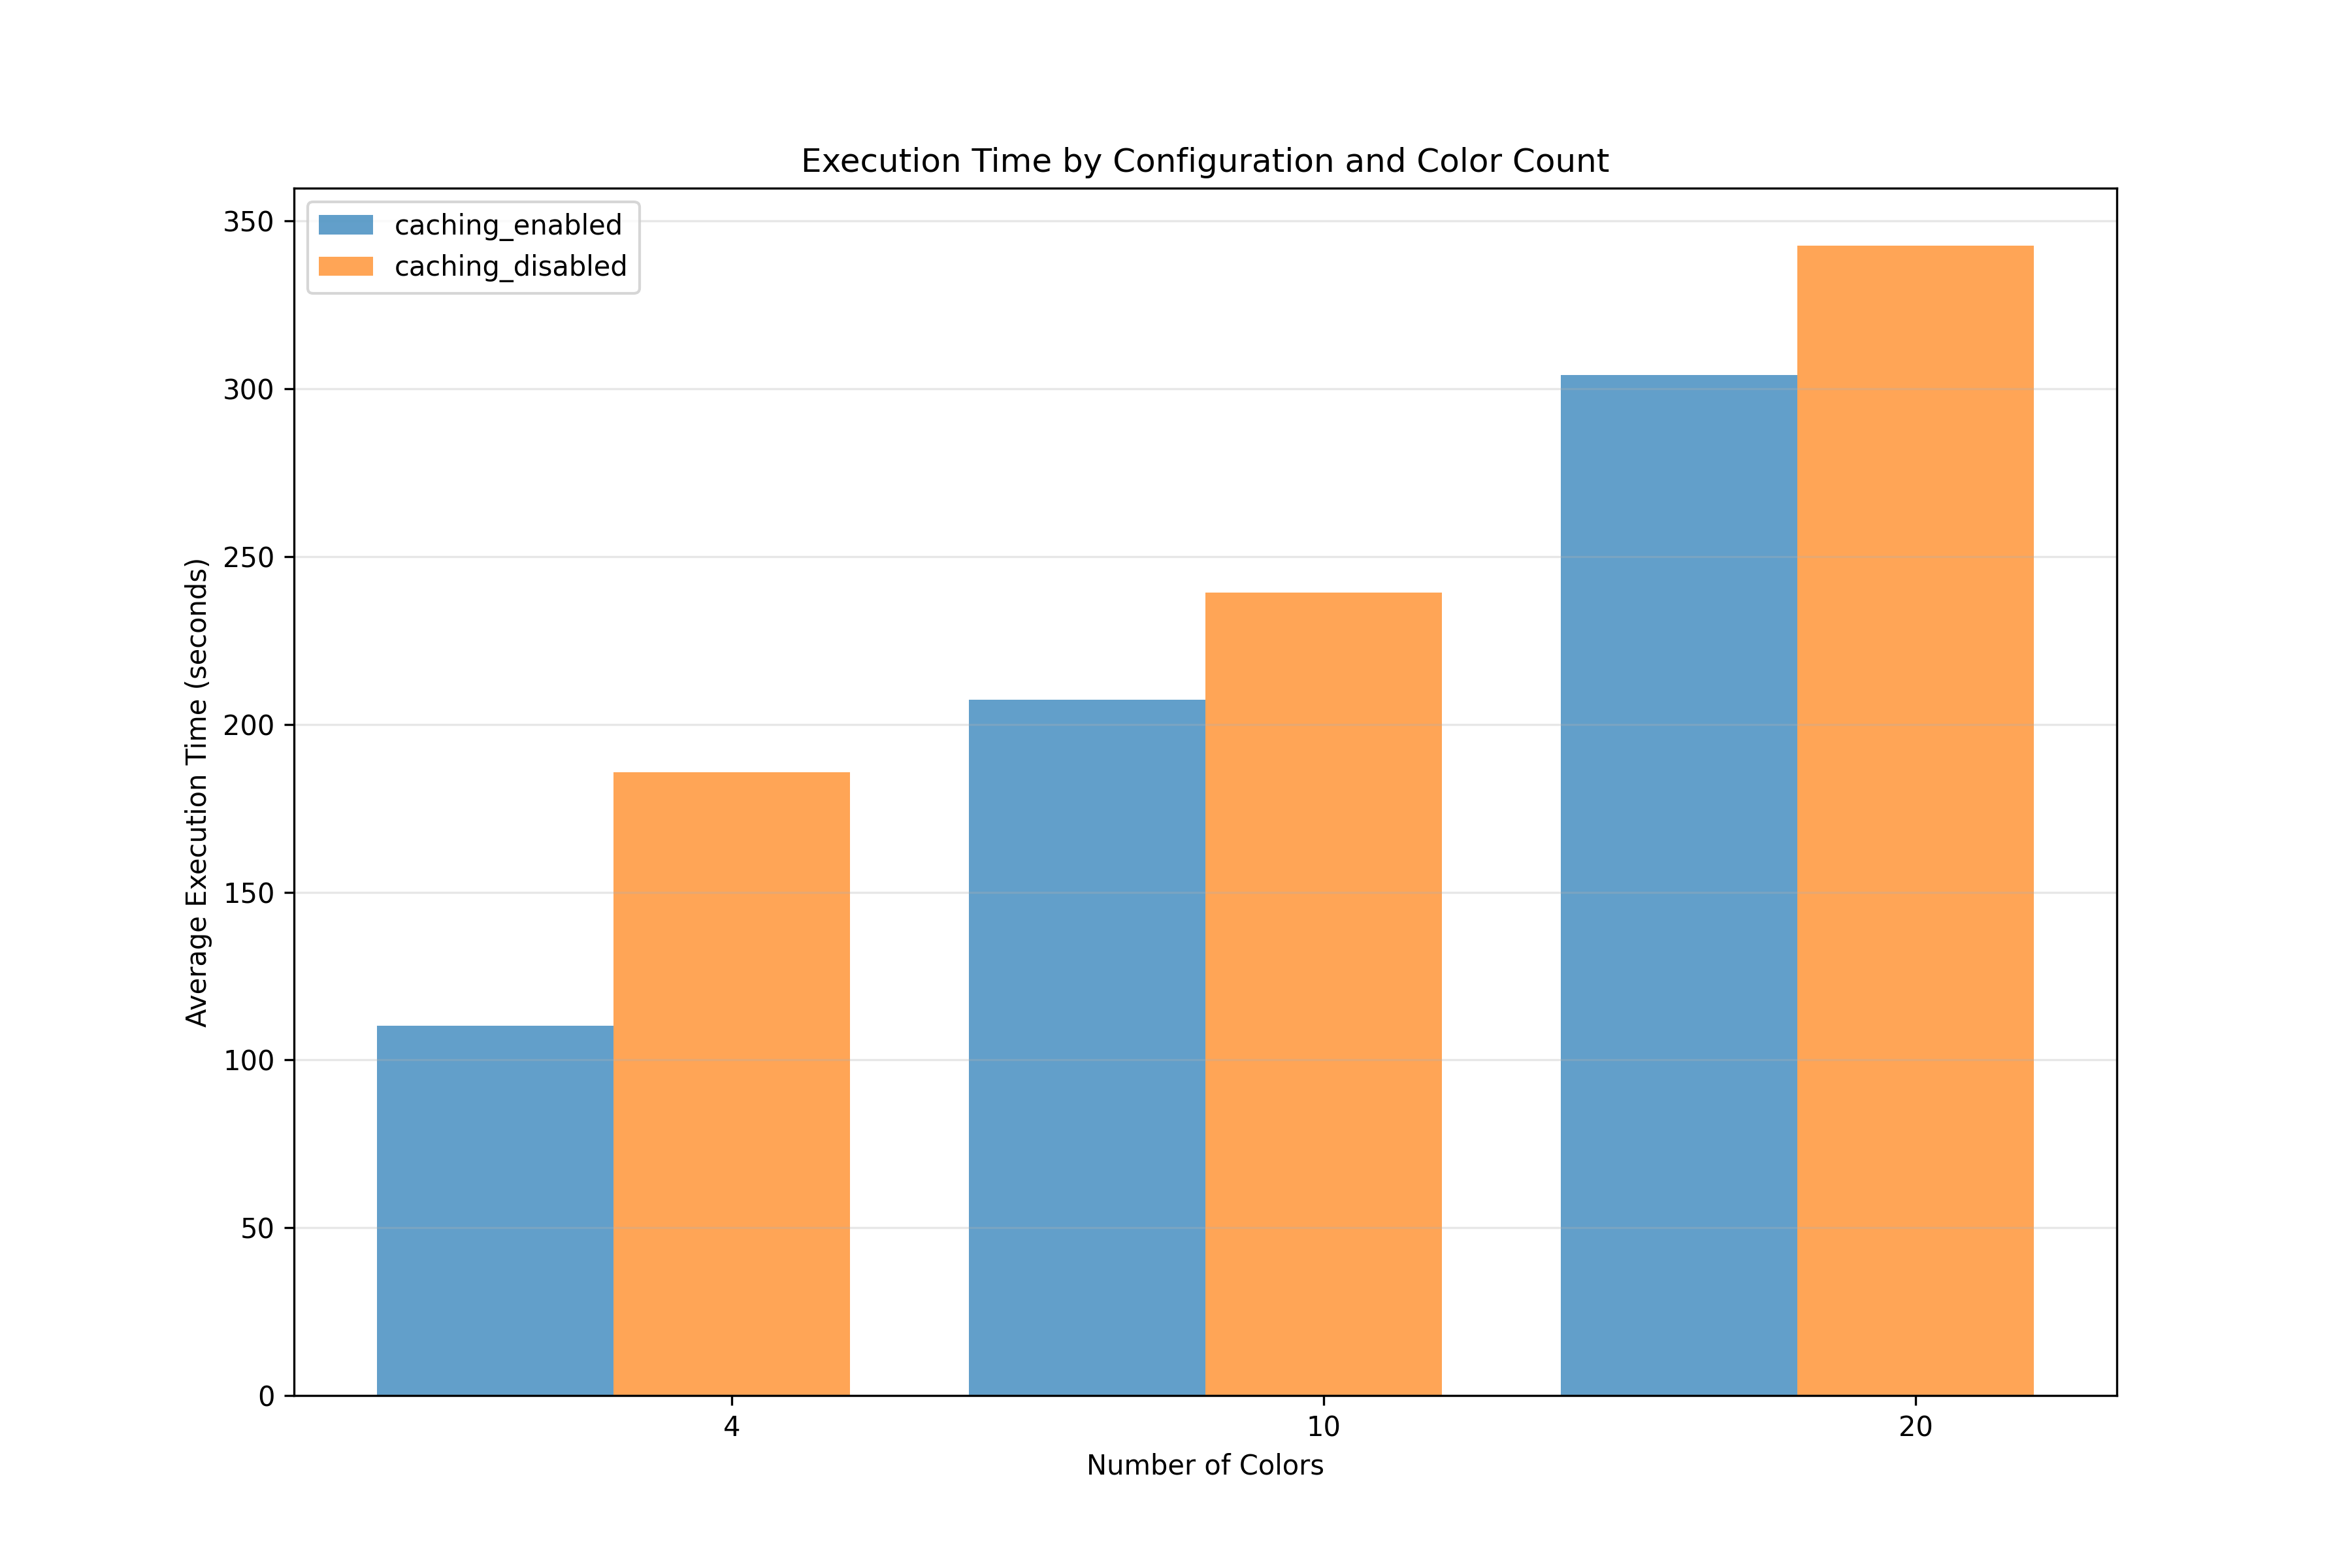 Execution Time by Configuration and Color Count
caching_enabled
caching_disabled
350
300
250
200
150
100
50
0
Average Execution Time (seconds)
4
10
20
Number of Colors